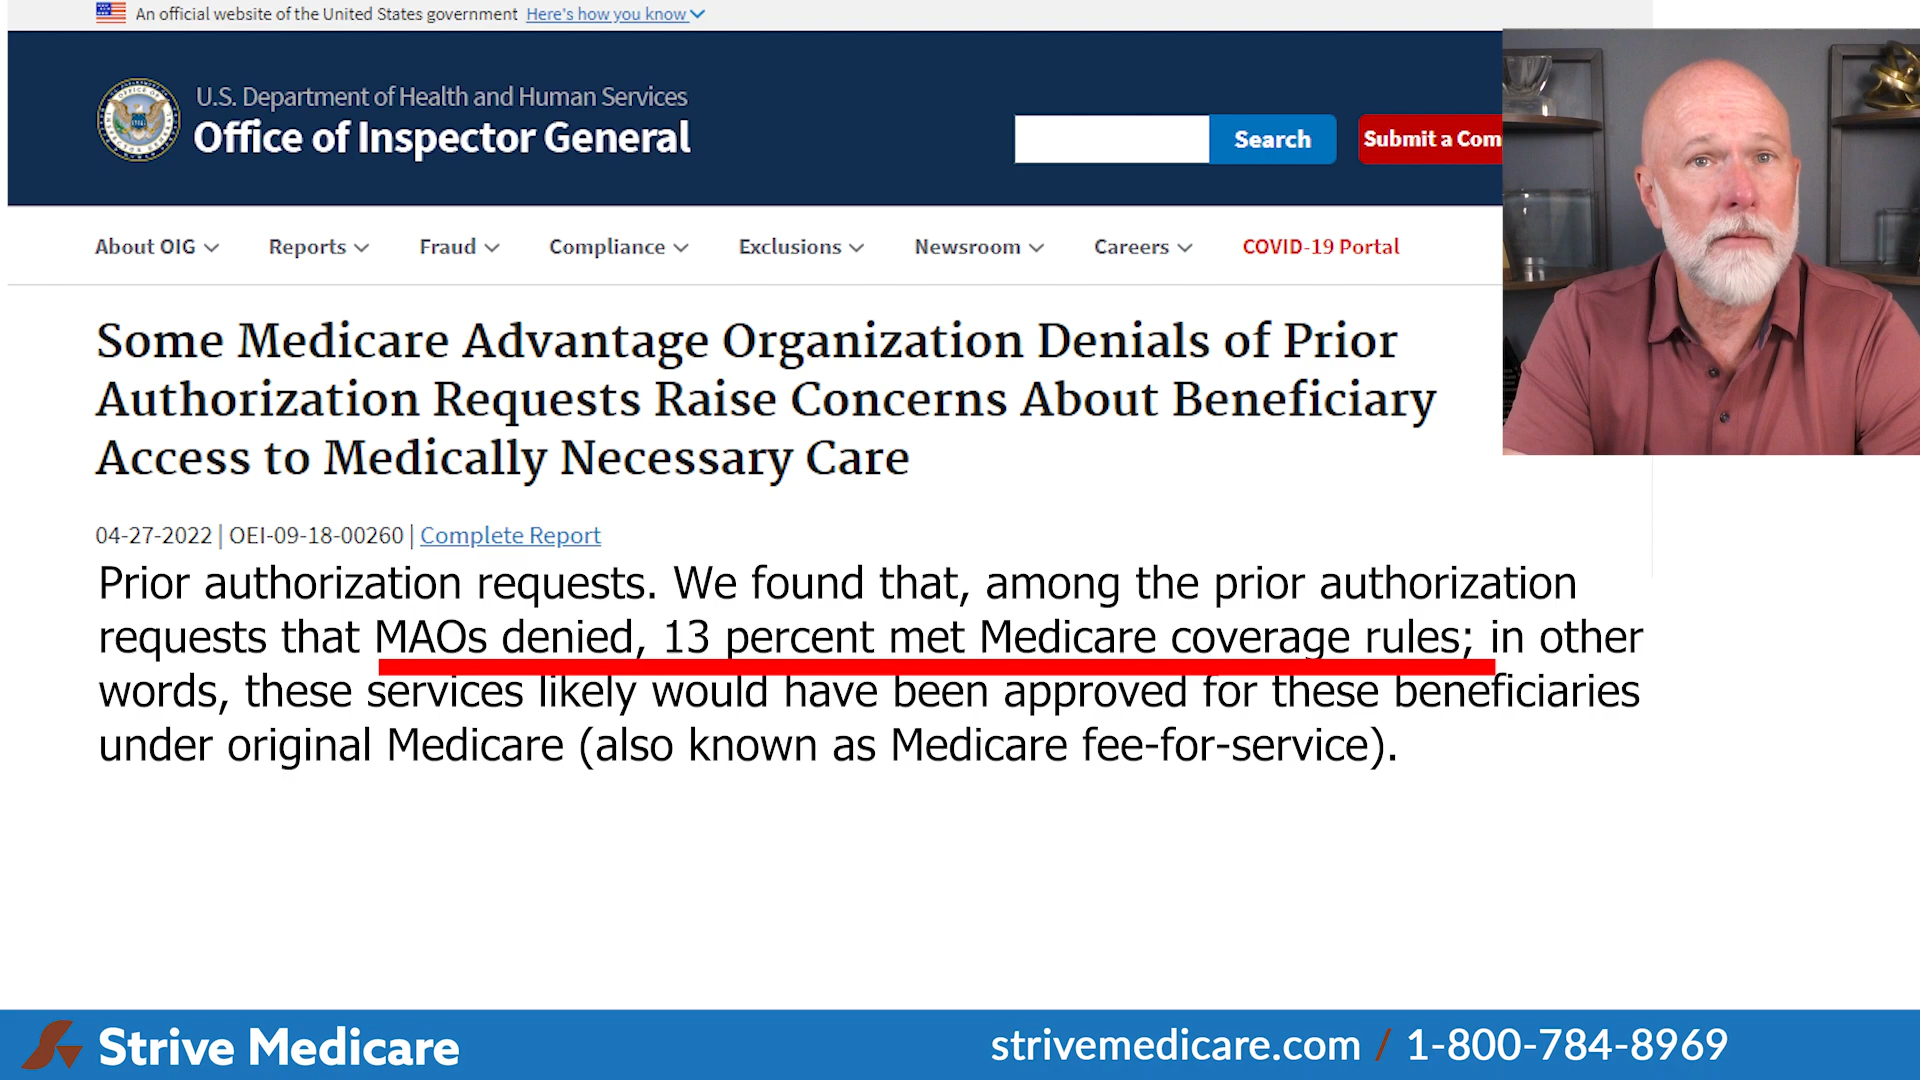 An official website of the United States government Here's how you know
U.S. Department of Health and Human Services
Office of Inspector General
Search
Submit a Com
About OIG
Reports
Fraud
Compliance
Exclusions
Newsroom
Careers
COVID-19 Portal
Some Medicare Advantage Organization Denials of Prior
Authorization Requests Raise Concerns About Beneficiary
Access to Medically Necessary Care
04-27-2022 | OEI-09-18-00260 | Complete Report
Prior authorization requests. We found that, among the prior authorization
requests that MAOs denied, 13 percent met Medicare coverage rules; in other
words, these services likely would have been approved for these beneficiaries
under original Medicare (also known as Medicare fee-for-service).
Strive Medicare
strivemedicare.com / 1-800-784-8969